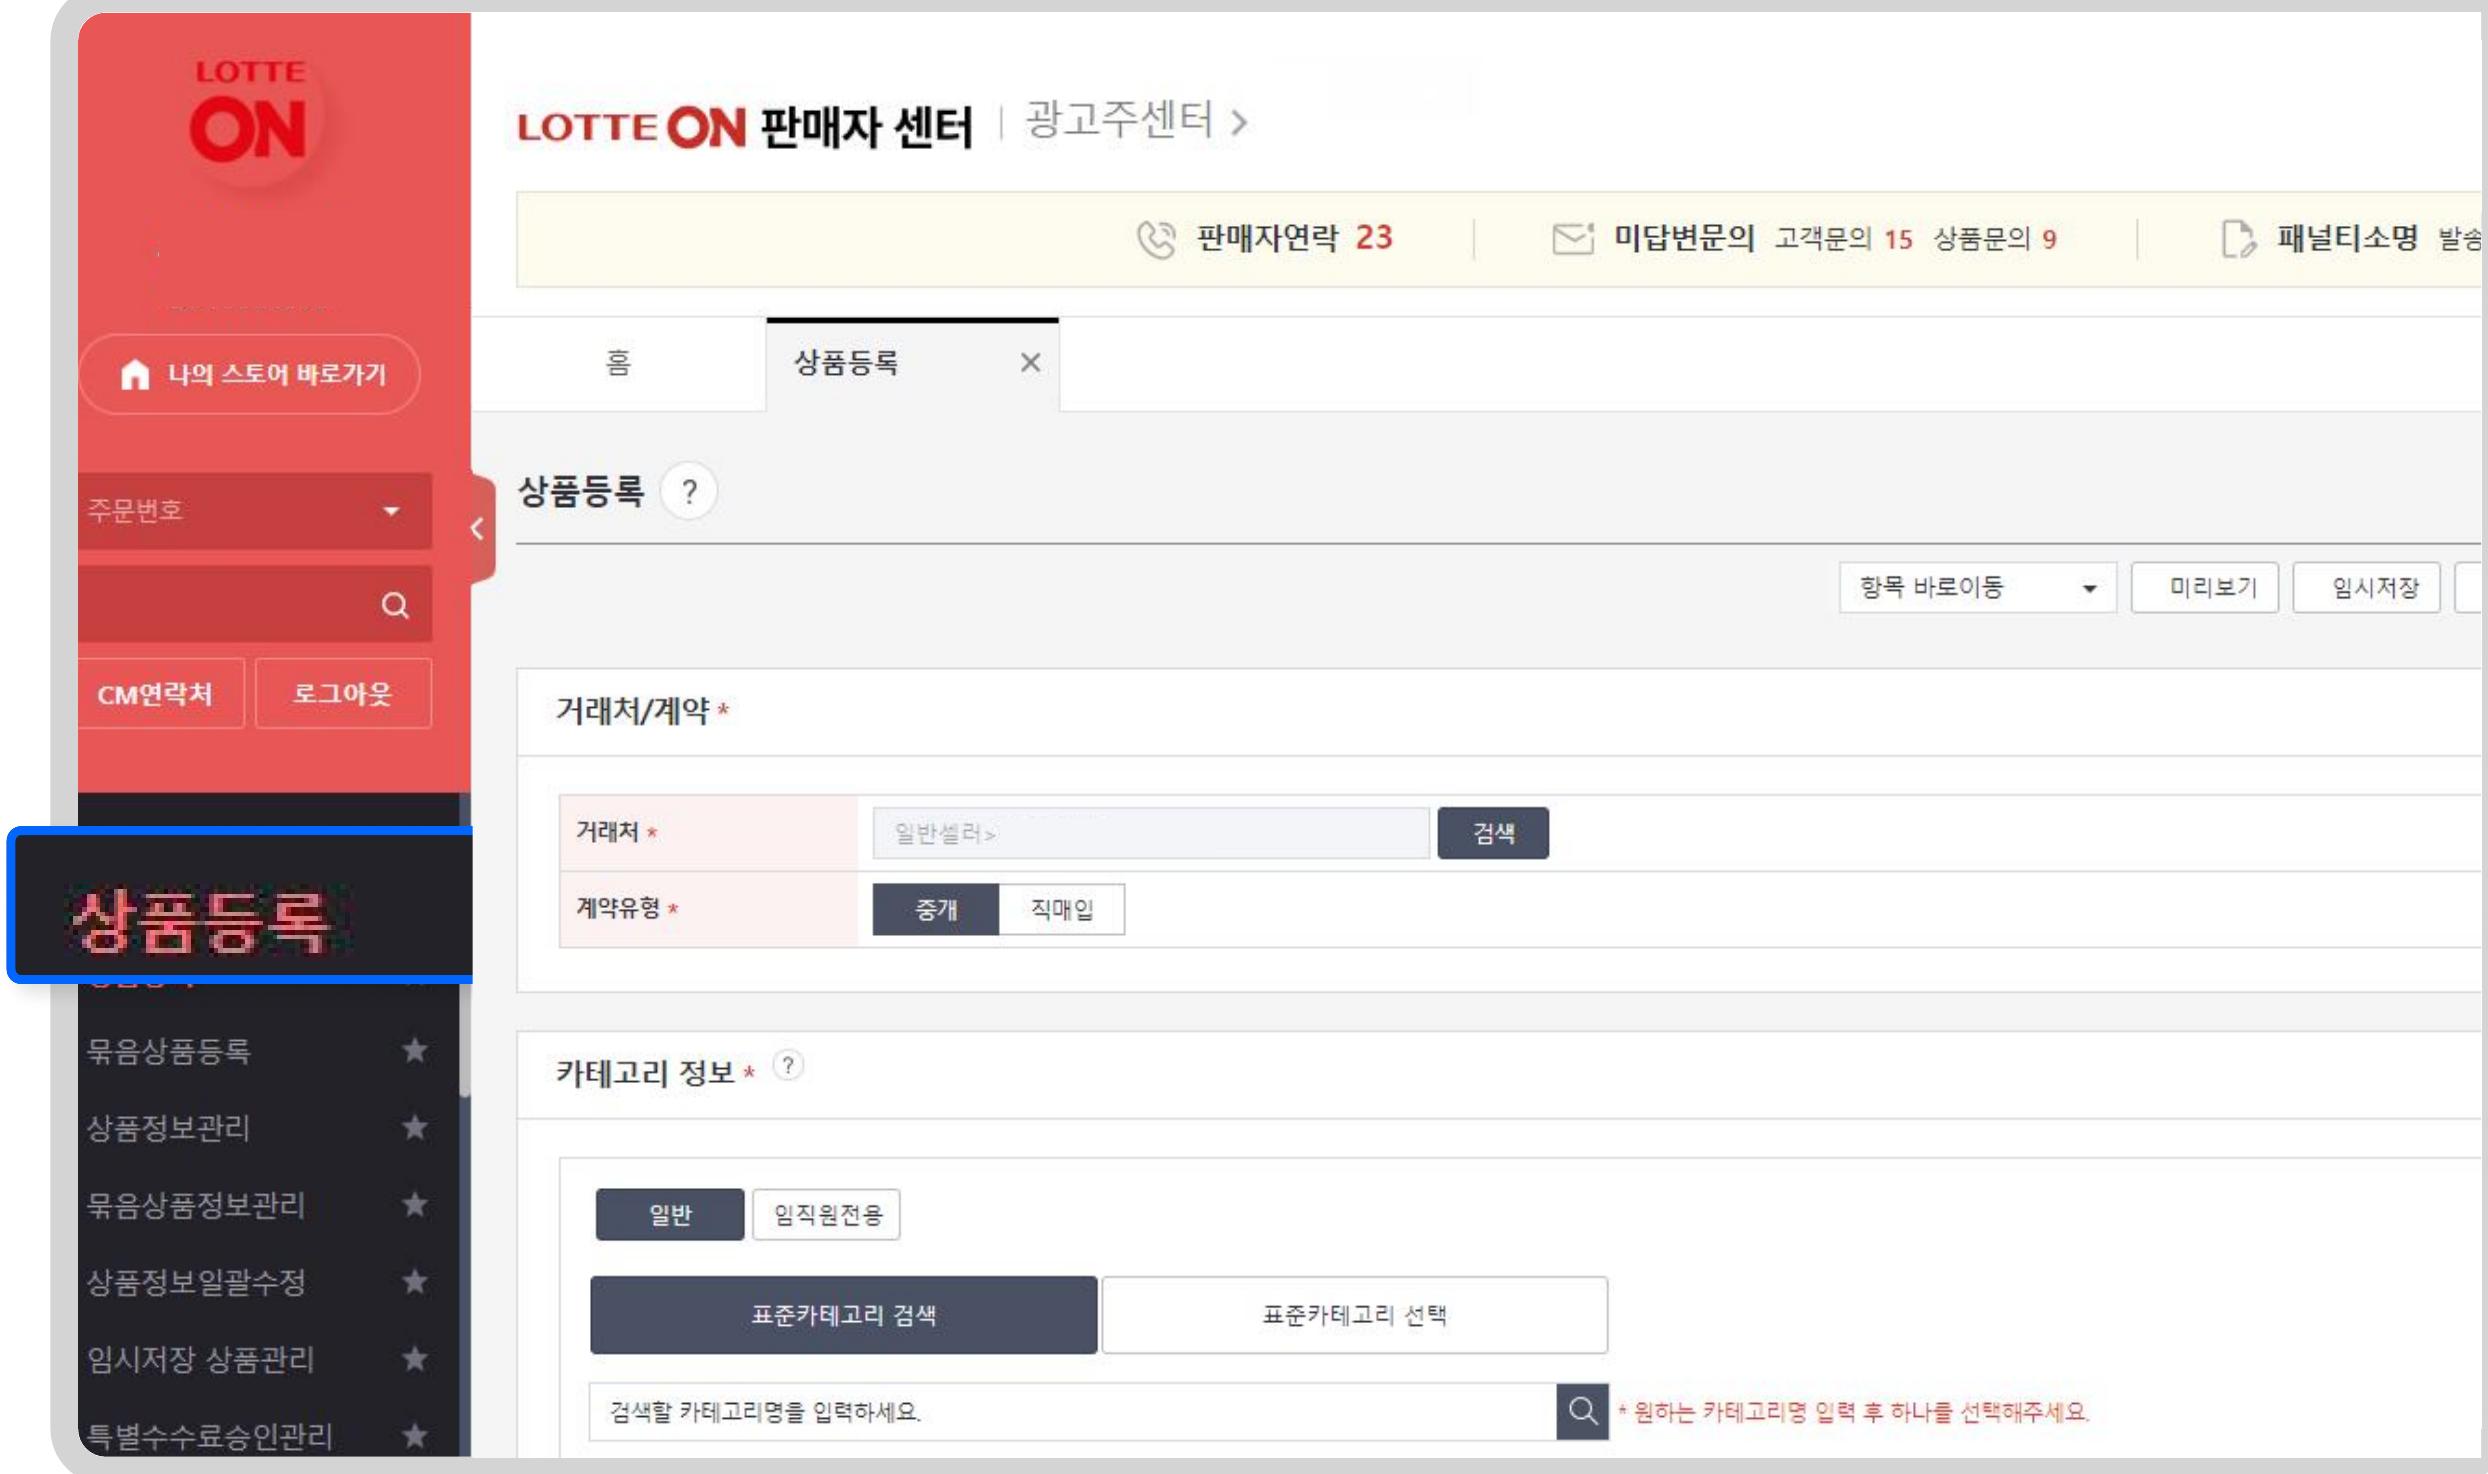 LOTTE
ON
나의 스토어 바로가기
주문번호
CM연락처 로그아웃
상품등록
묶음상품등록
상품정보관리
묶음상품정보관리
상품정보일괄수정
임시저장 상품관리
특별수수료승인관리
LOTTE ON 판매자 센터 광고주센터 >
판매자연락 23 미답변문의 고객문의 15 상품문의 9 패널티소명 발송
홈 상품등록 ×
상품등록 ?
항목 바로이동 미리보기 임시저장
거래처/계약 *
거래처 * 일반셀러> 검색
계약유형 * 중개 직매입
카테고리 정보 * ?
일반 임직원전용
표준카테고리 검색 표준카테고리 선택
검색할 카테고리명을 입력하세요. * 원하는 카테고리명 입력 후 하나를 선택해주세요.